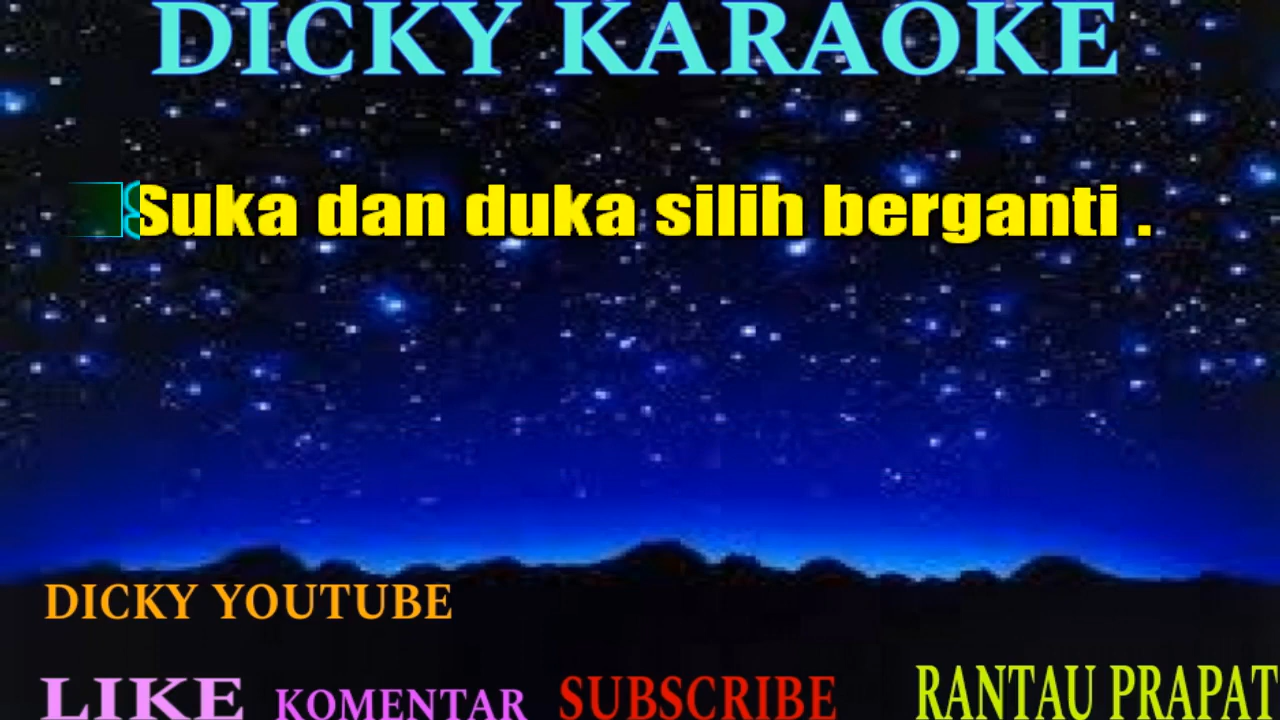 DICKY KARAOKE
Suka dan duka silih berganti .
DICKY YOUTUBE
LIKE KOMENTAR SUBSCRIBE RANTAU PRAPAT